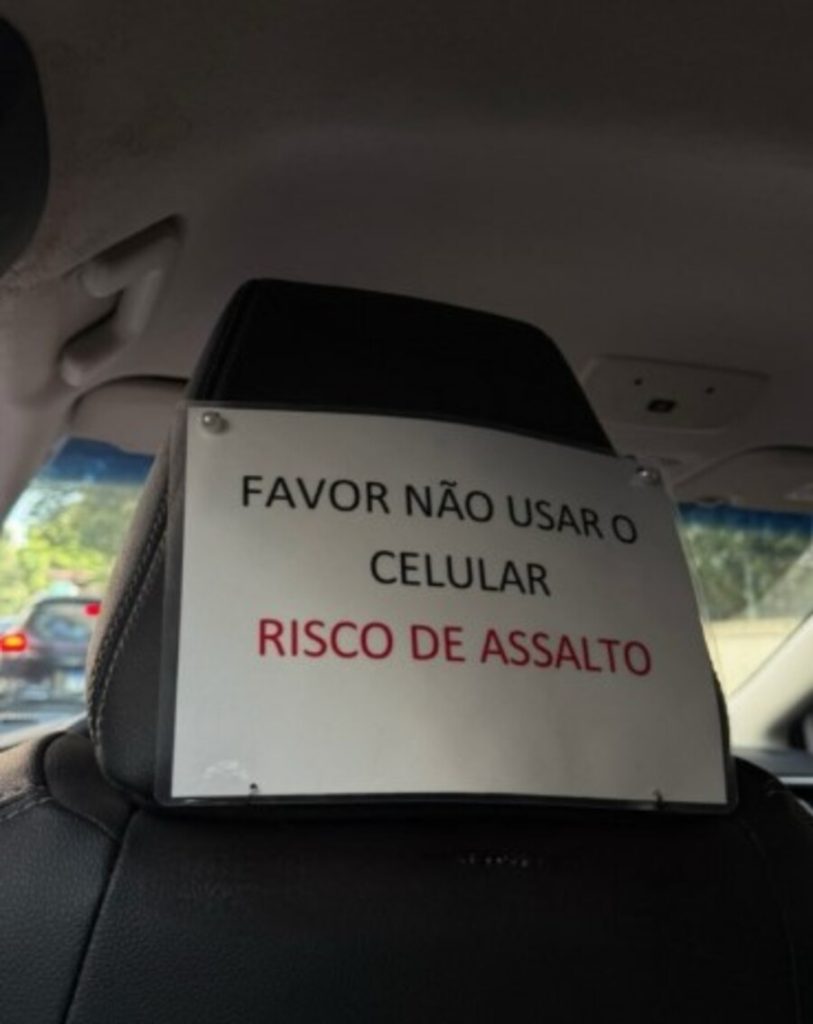 FAVOR NÃO USAR O
CELULAR
RISCO DE ASSALTO